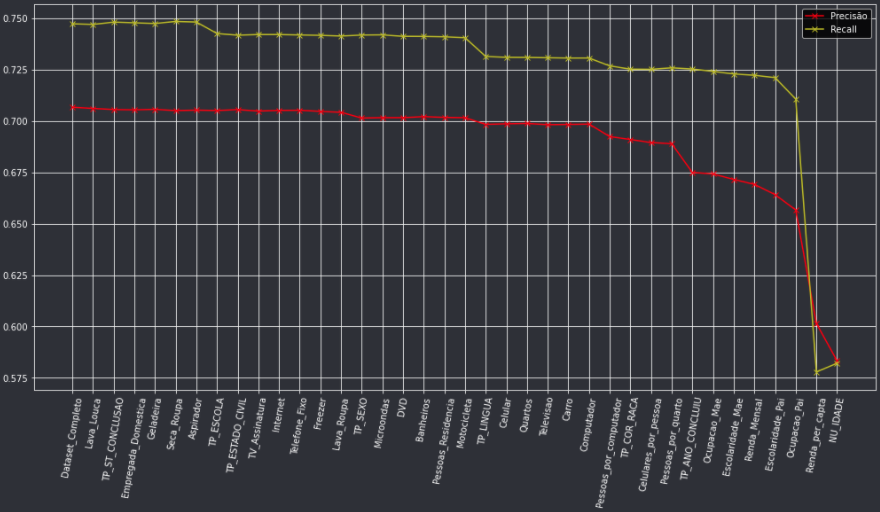 0.750
0.725
0.700
0.675
0.650
0.625
0.600
0.575
Precisão
Recall
Dataset_Completo
Lava_Louca
TP_ST_CONCLUSAO
Empregada_Domestica
Geladeira
Seca_Roupa
Aspirador
TP_ESCOLA
TP_ESTADO_CIVIL
TV_Assinatura
Internet
Telefone_Fixo
Freezer
Lava_Roupa
TP_SEXO
Microondas
DVD
Banheiros
Pessoas_Residencia
Motocicleta
TP_LINGUA
Celular
Quartos
Televisao
Carro
Computador
Pessoas_por_computador
TP_COR_RACA
Celulares_por_pessoa
Pessoas_por_quarto
TP_ANO_CONCLUIU
Ocupacao_Mae
Escolaridade_Mae
Renda_Mensal
Escolaridade_Pai
Ocupacao_Pai
Renda_per_capta
NU_IDADE